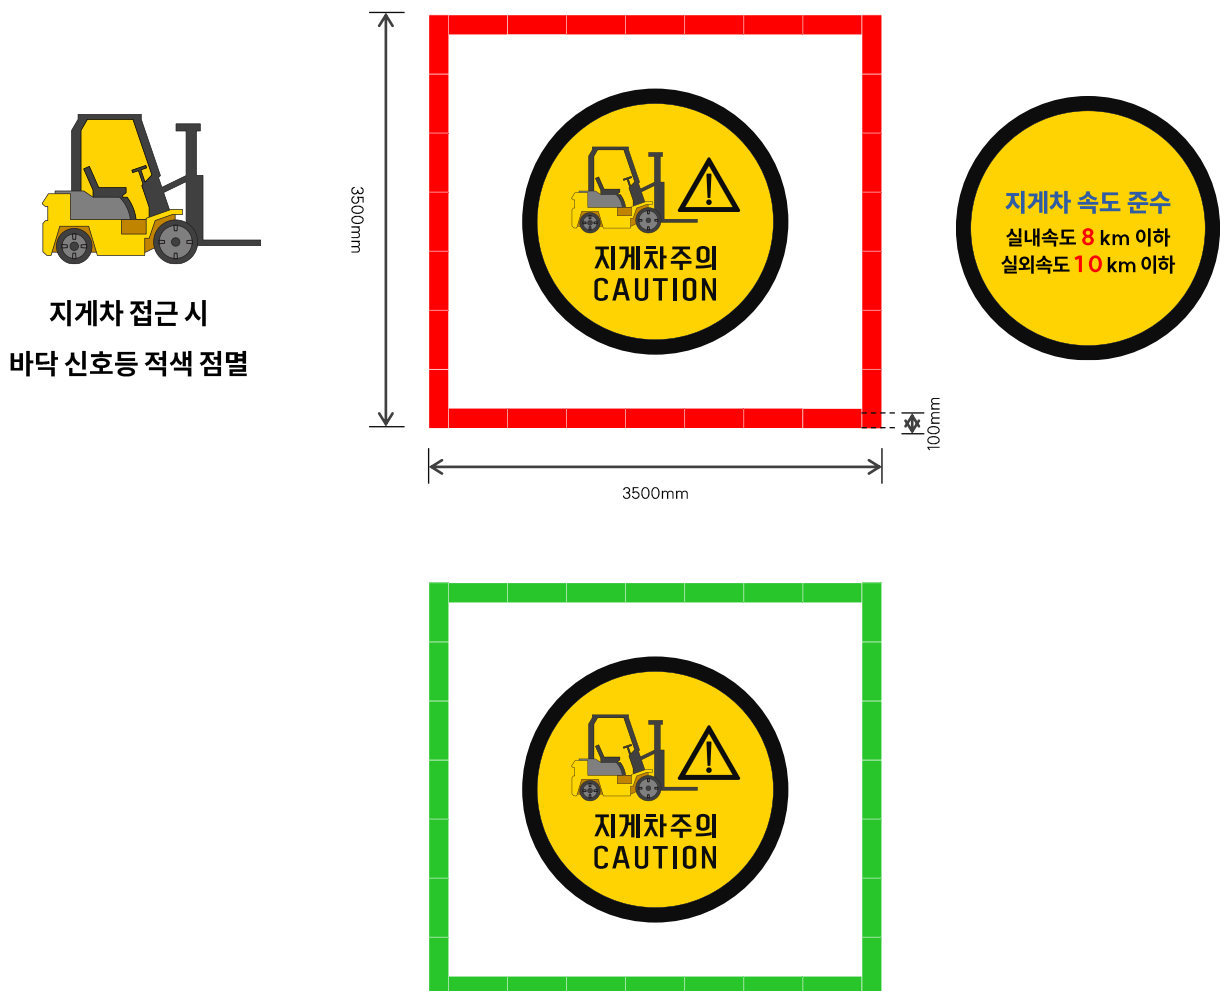 지게차 접근 시
바닥 신호등 적색 점멸
3500mm
지게차주의
CAUTION
100mm
3500mm
지게차 속도 준수
실내속도 8 km 이하
실외속도 10 km 이하
지게차주의
CAUTION